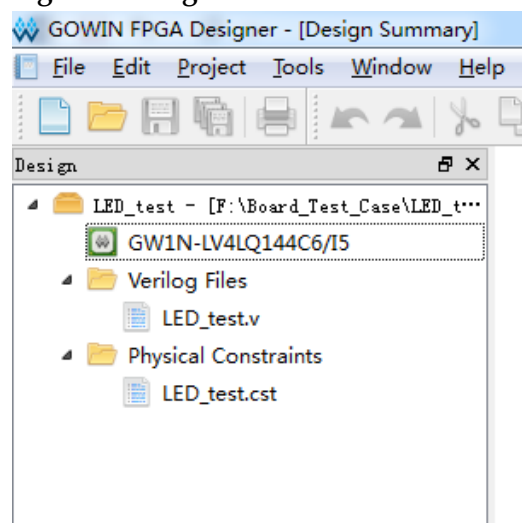 GOWIN FPGA Designer - [Design Summary]
File Edit Project Tools Window Help
Design
LED_test - [F:\Board_Test_Case\LED_t...
GW1N-LV4LQ144C6/I5
Verilog Files
LED_test.v
Physical Constraints
LED_test.cst